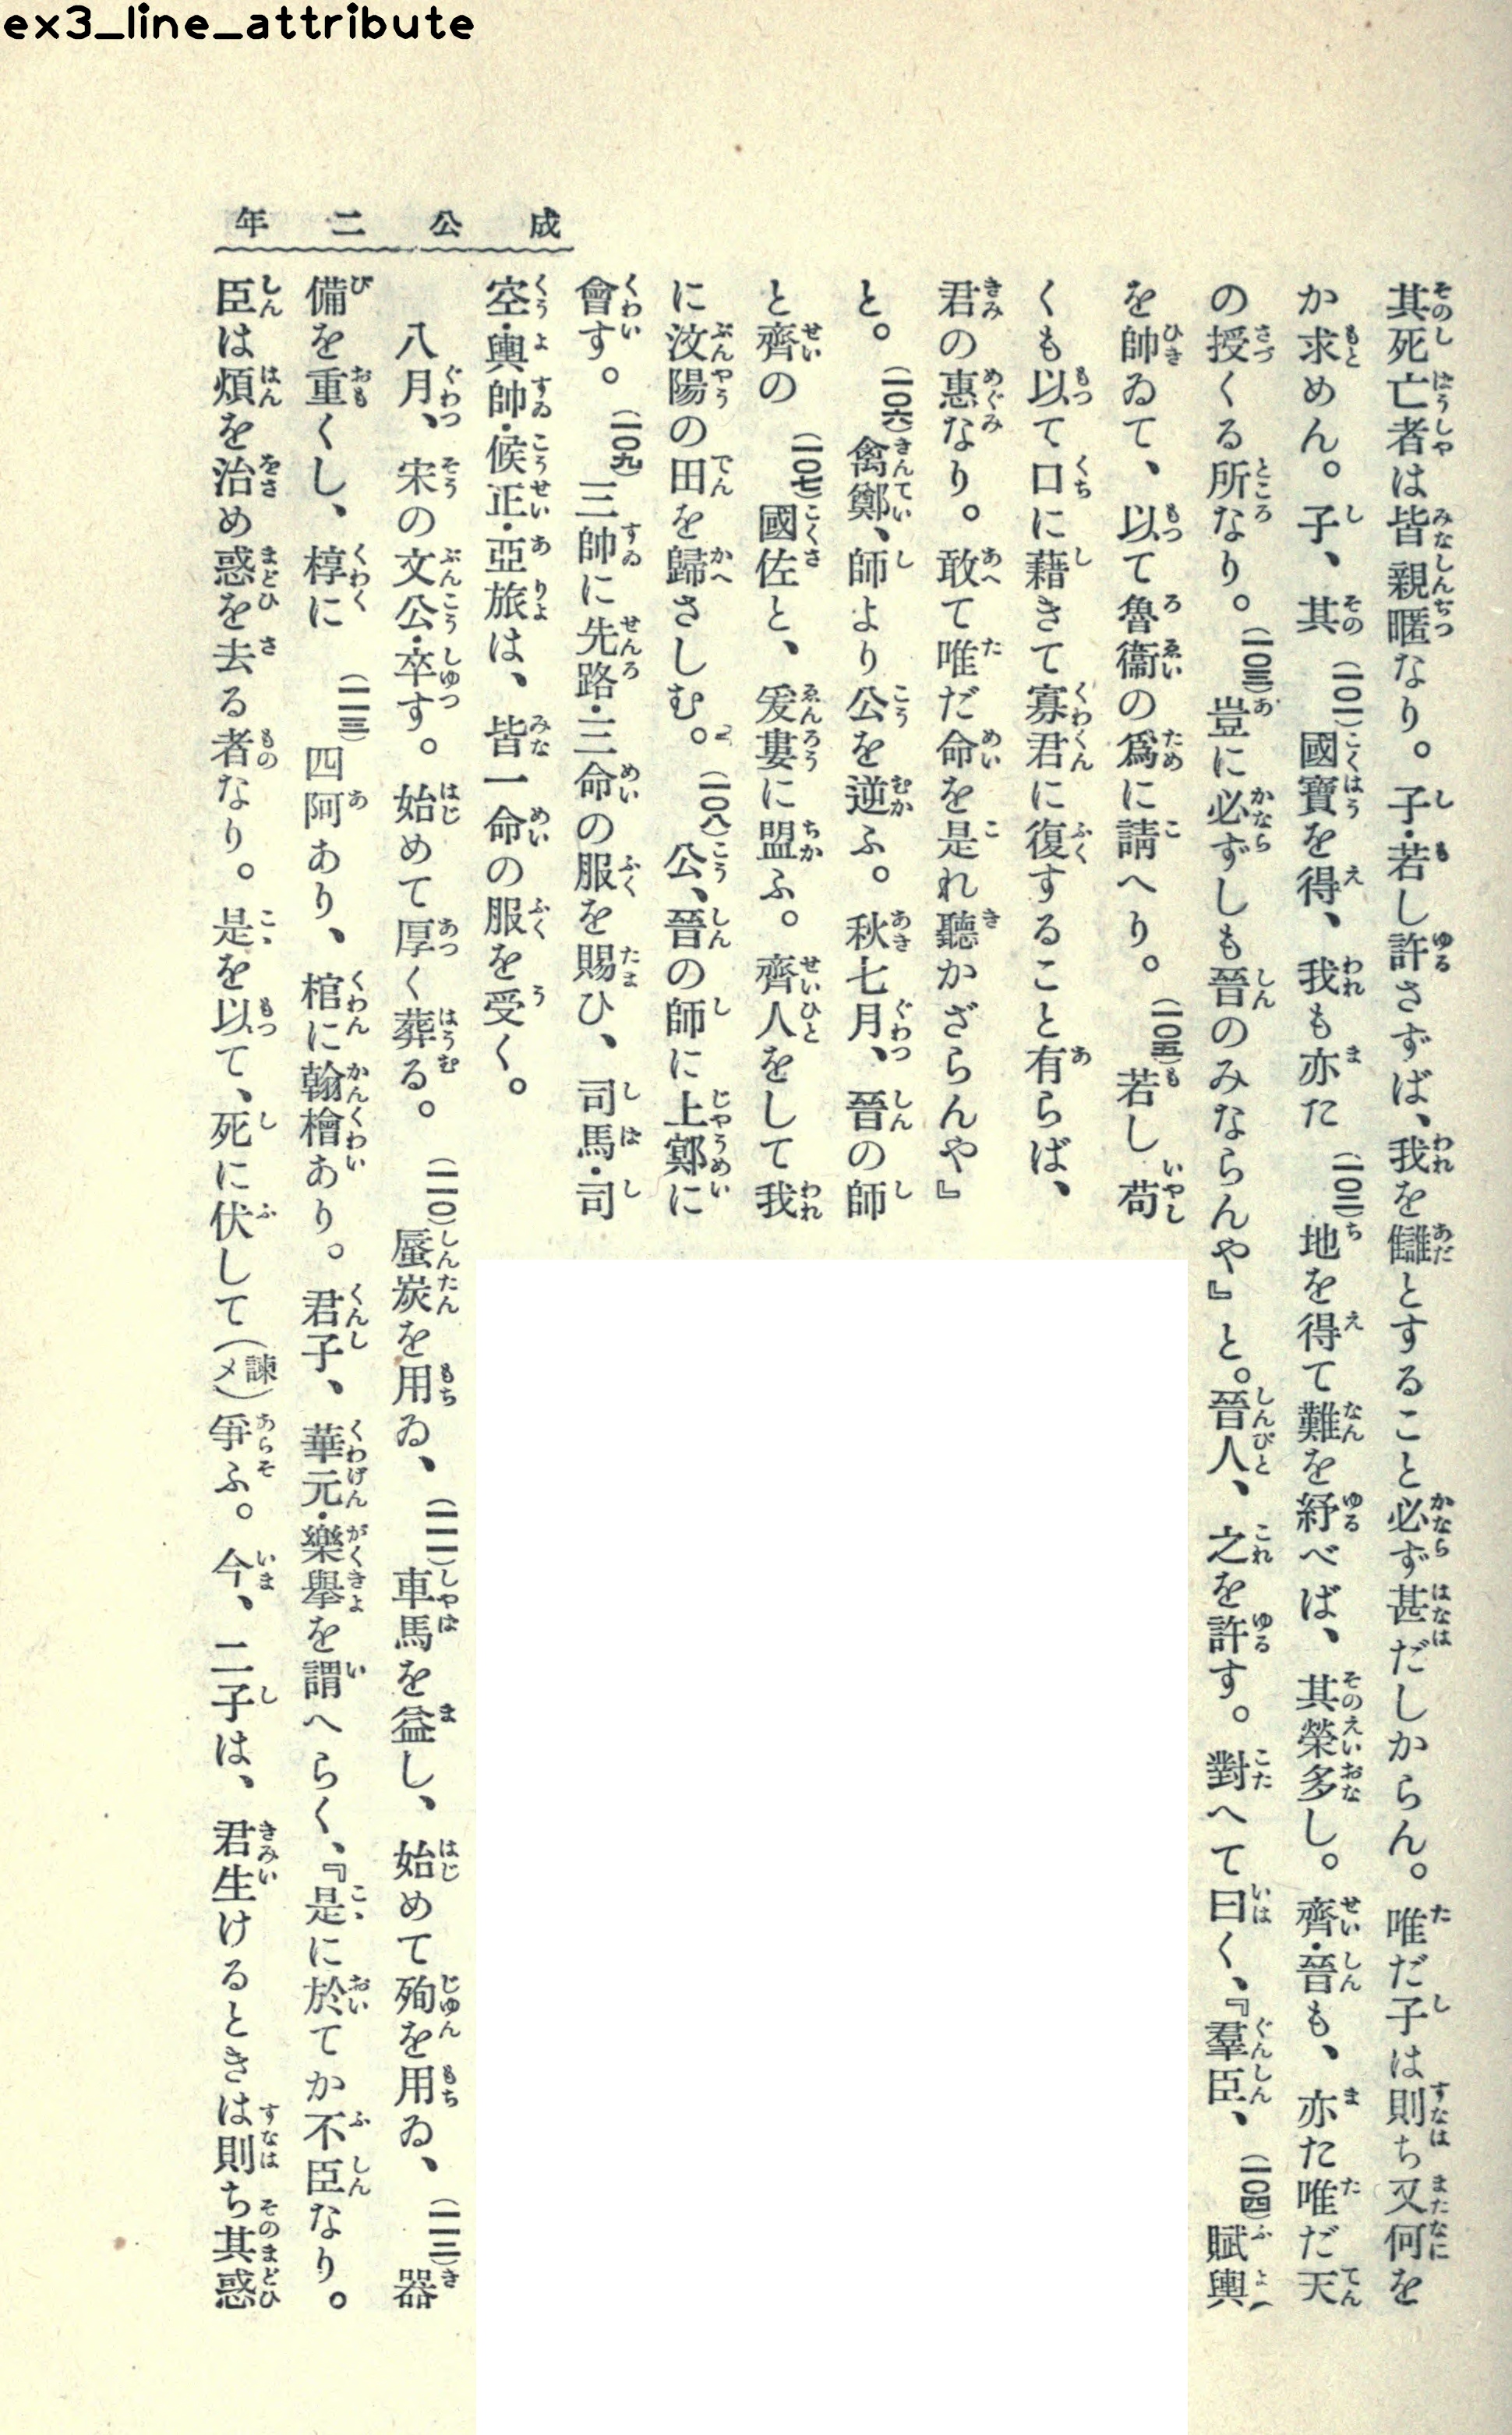 ex3_line_attribute
成公二年
其死亡者は皆親暱なり。子・若し許さずば、我を讎とすること必ず甚だしからん。唯だ子は則ち又何を
か求めん。子、其(一〇一)國寶を得、我も亦た(一〇二)地を得て難を紓べば、其榮多し。齊・晉も、亦た唯だ天
の授くる所なり。(一〇三)豈に必ずしも晉のみならんや』と。晉人、之を許す。對へて曰く、『羣臣、(一〇四)賦輿
を帥ゐて、以て魯衞の爲に請へり。(一〇五)若し苟
くも以て口に藉きて寡君に復すること有らば、
君の惠なり。敢て唯だ命を是れ聽かざらんや』
と。(一〇六)禽鄭、師より公を逆ふ。秋七月、晉の師
と齊の(一〇七)國佐と、爰婁に盟ふ。齊人をして我
に汶陽の田を歸さしむ。(一〇八)公、晉の師に上鄍に
會す。(一〇九)三帥に先路・三命の服を賜ひ、司馬・司
空・輿帥・候正・亞旅は、皆一命の服を受く。
八月、宋の文公・卒す。始めて厚く葬る。(一一〇)蜃炭を用ゐ、(一一一)車馬を益し、始めて殉を用ゐ、(一一二)器
備を重くし、椁に(一一三)四阿あり、棺に翰檜あり。君子、華元・樂擧を謂へらく、『是に於てか不臣なり。
臣は煩を治め惑を去る者なり。是を以て、死に伏して(諫メ)爭ふ。今、二子は、君生けるときは則ち其惑